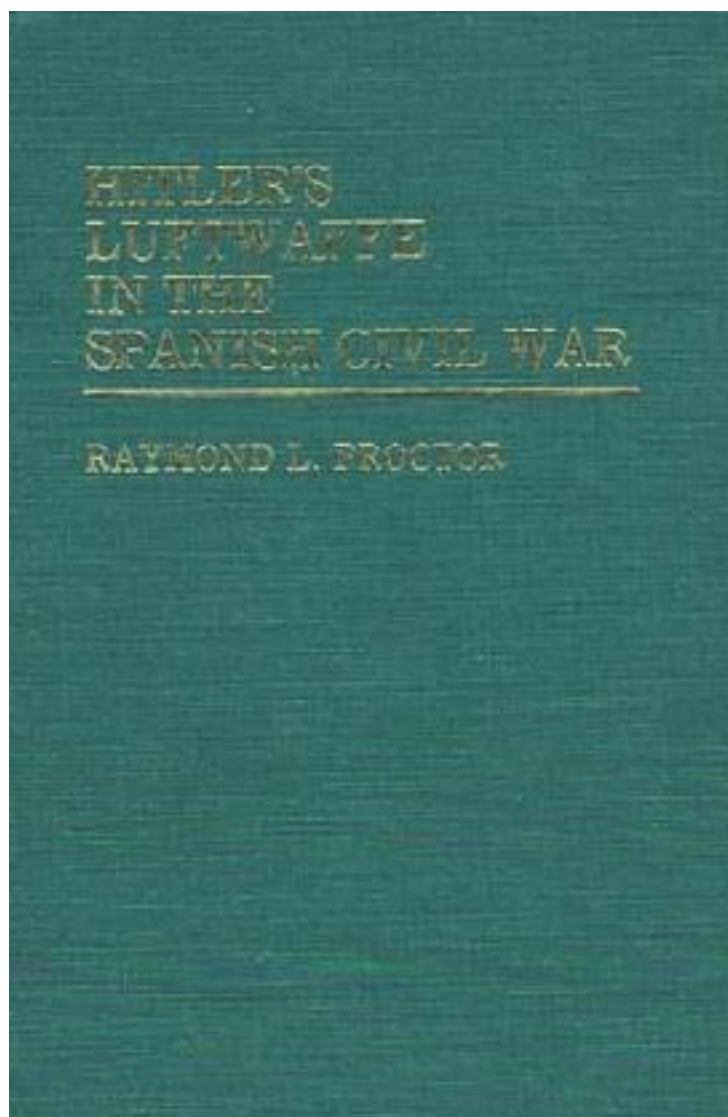 HITLER'S
LUFTWAFFE
IN THE
SPANISH CIVIL WAR
RAYMOND L. PROCTOR